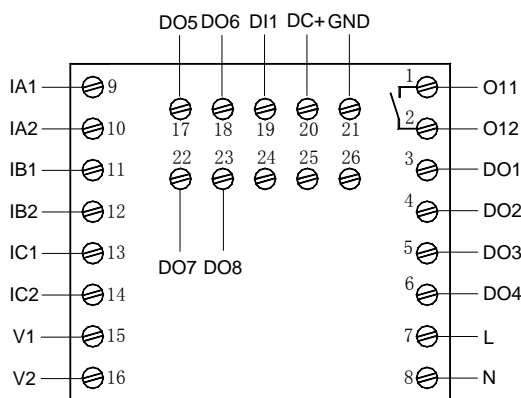 DO5 DO6 DI1 DC+ GND
IA1 9 1 O11
17 18 19 20 21
IA2 10 2 O12
22 23 24 25 26
IB1 11 3 DO1
IB2 12 4 DO2
DO7 DO8
IC1 13 5 DO3
IC2 14 6 DO4
V1 15 7 L
V2 16 8 N